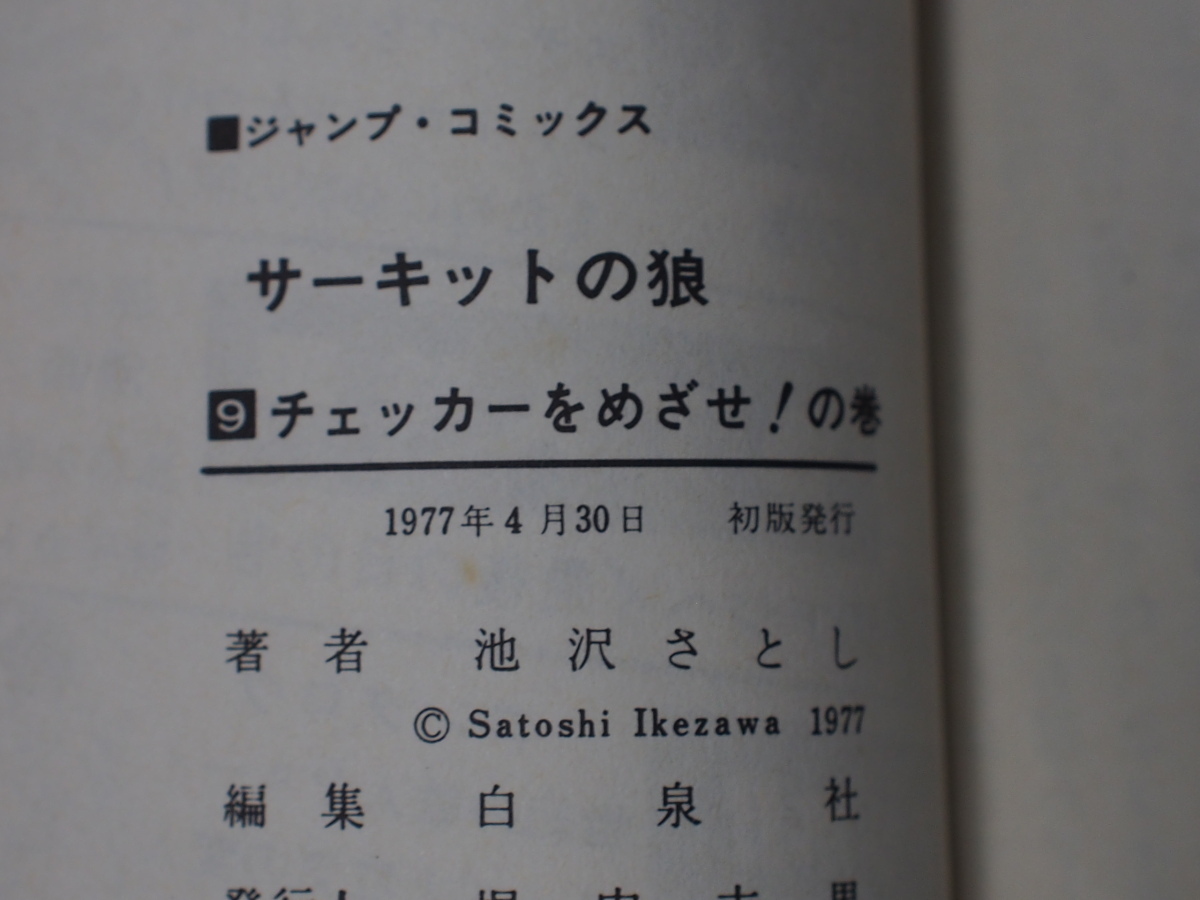 ■ジャンプ・コミックス
サーキットの狼
9 チェッカーをめざせ!の巻
1977年4月30日 初版発行
著者 池沢さとし
© Satoshi Ikezawa 1977
編集 白泉社